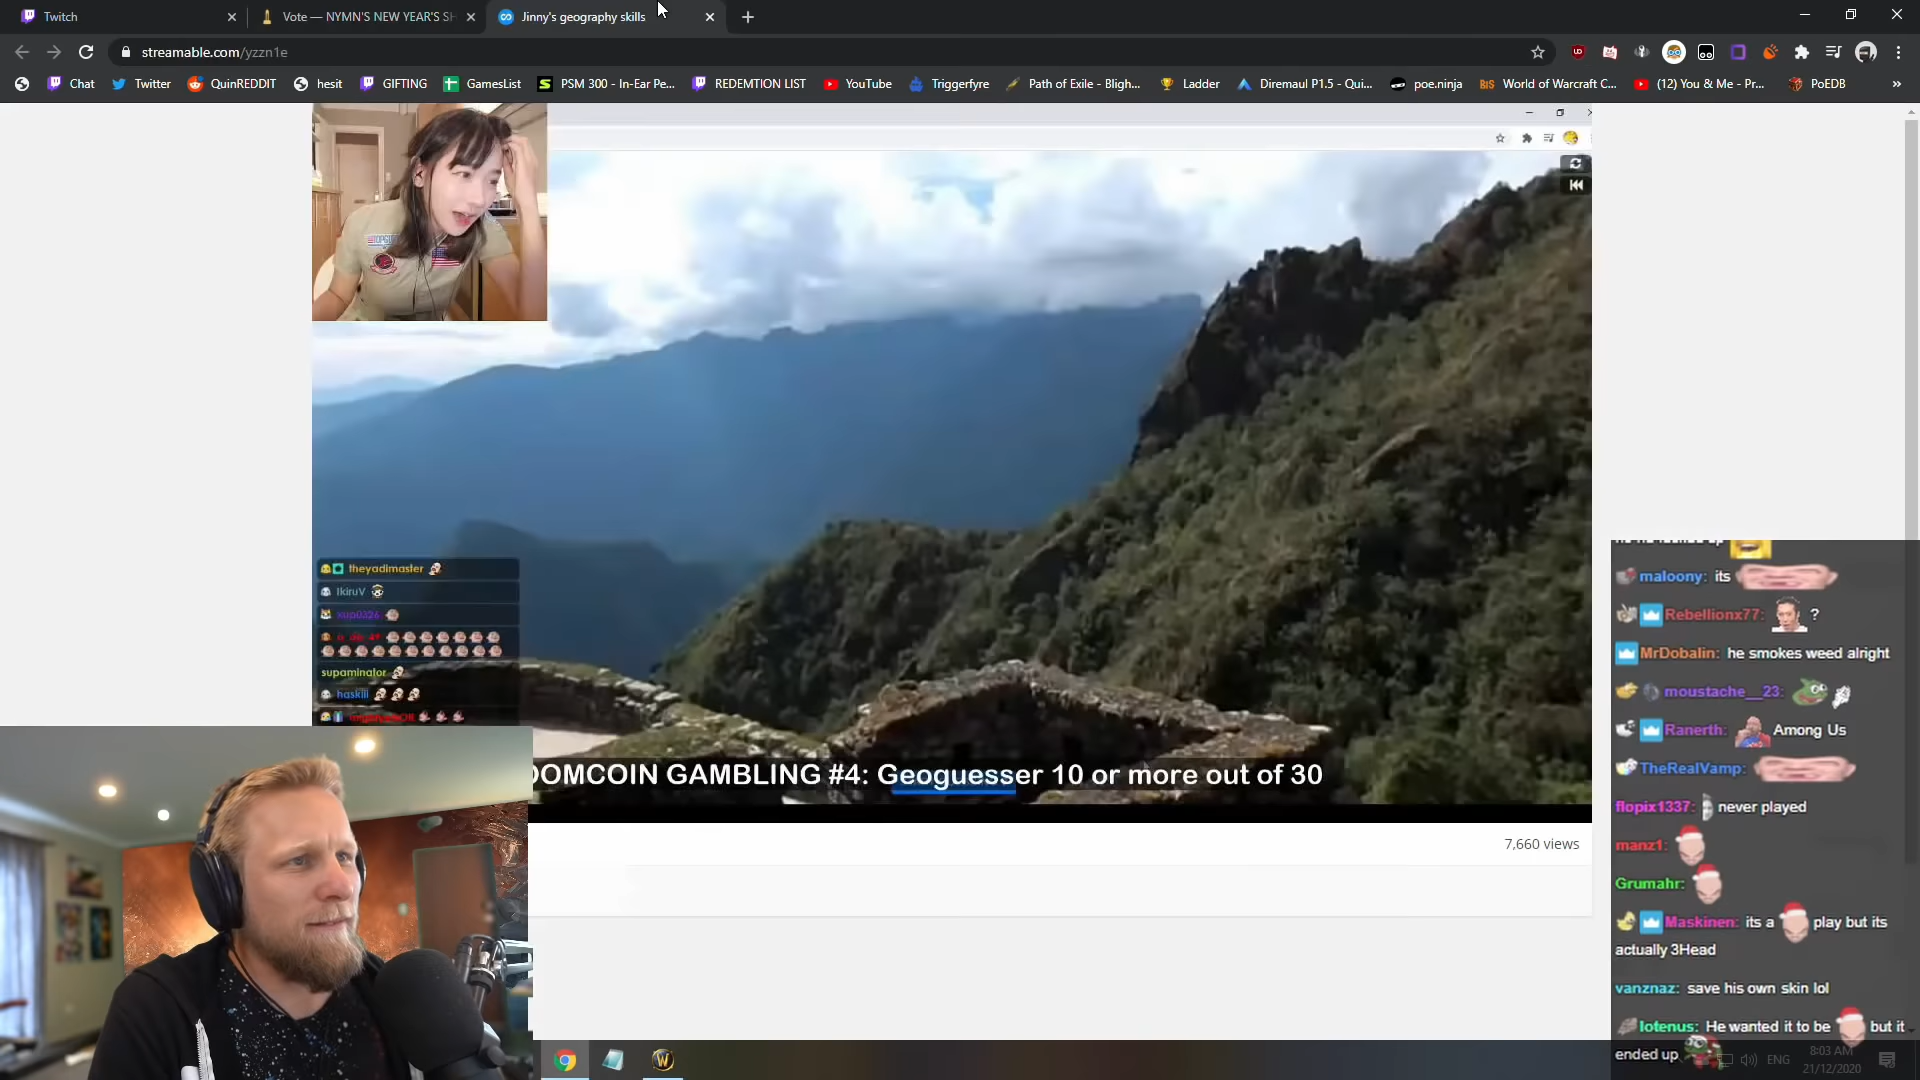 Twitch
Vote — NYMN'S NEW YEAR'S SH
Jinny's geography skills
streamable.com/yzzn1e
Chat
Twitter
QuinREDDIT
hesit
GIFTING
GamesList
PSM 300 - In-Ear Pe...
REDEMTION LIST
YouTube
Triggerfyre
Path of Exile - Bligh...
Ladder
Diremaul P1.5 - Qui...
poe.ninja
World of Warcraft C...
(12) You & Me - Pr...
PoEDB
theyadimaster
IkiruV
supaminator
haskiii
OOMCOIN GAMBLING #4: Geoguesser 10 or more out of 30
7,660 views
maloony: its
Rebellionx77: ?
MrDobalin: he smokes weed alright
moustache__23:
Ranerth: Among Us
TheRealVamp:
flopix1337: never played
manz1:
Grumahr:
Maskinen: its a play but its
actually 3Head
vanznaz: save his own skin lol
lotenus: He wanted it to be but it
ended up
ENG
8:03 AM
21/12/2020